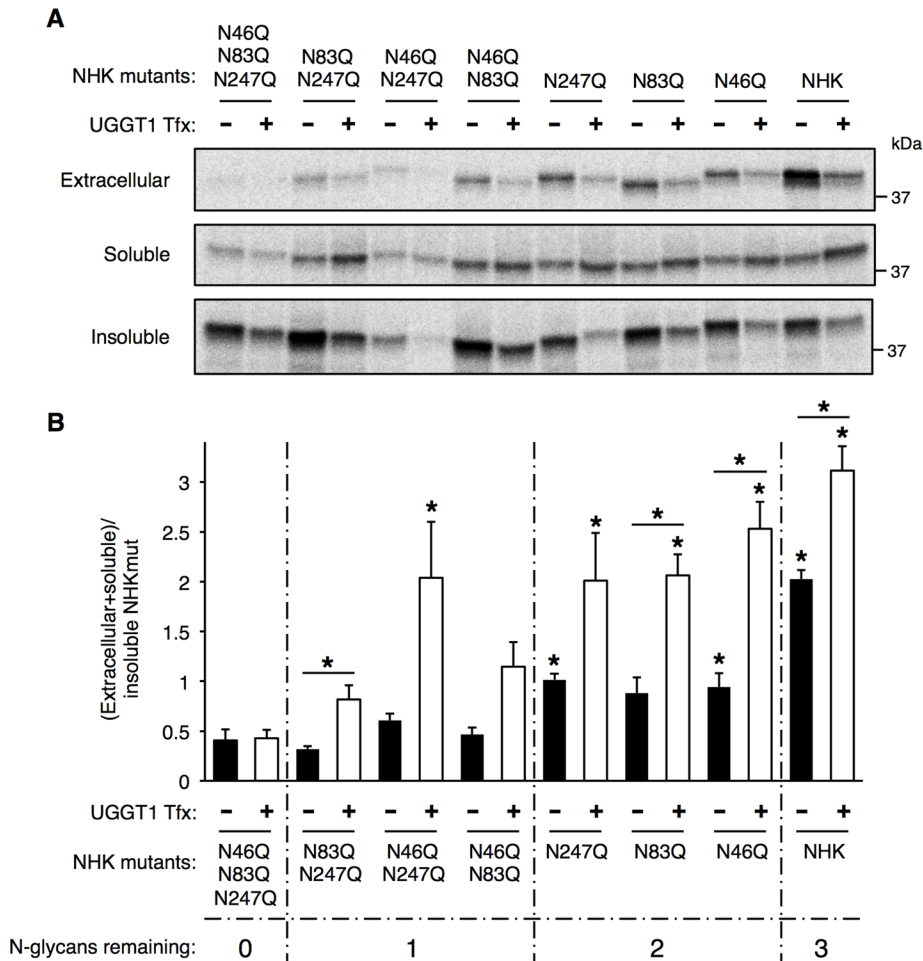 A
NHK mutants:
N46Q
N83Q
N247Q
N83Q
N247Q
N46Q
N247Q
N46Q
N83Q
N247Q
N83Q
N46Q
NHK
UGGT1 Tfx: – + – + – + – + – + – + – + – +
kDa
Extracellular
37
Soluble
37
Insoluble
37
B
(Extracellular+soluble)/
insoluble NHKmut
3
2.5
2
1.5
1
0.5
0
* * * * * * * * * * * *
UGGT1 Tfx: – + – + – + – + – + – + – + – +
NHK mutants:
N46Q
N83Q
N247Q
N83Q
N247Q
N46Q
N247Q
N46Q
N83Q
N247Q
N83Q
N46Q
NHK
N-glycans remaining: 0 1 2 3